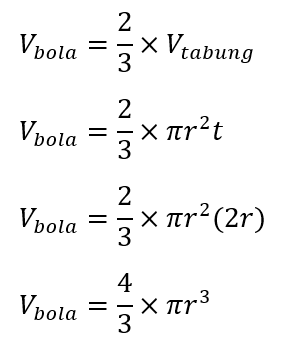 V_bola = 2/3 × V_tabung
V_bola = 2/3 × πr²t
V_bola = 2/3 × πr²(2r)
V_bola = 4/3 × πr³